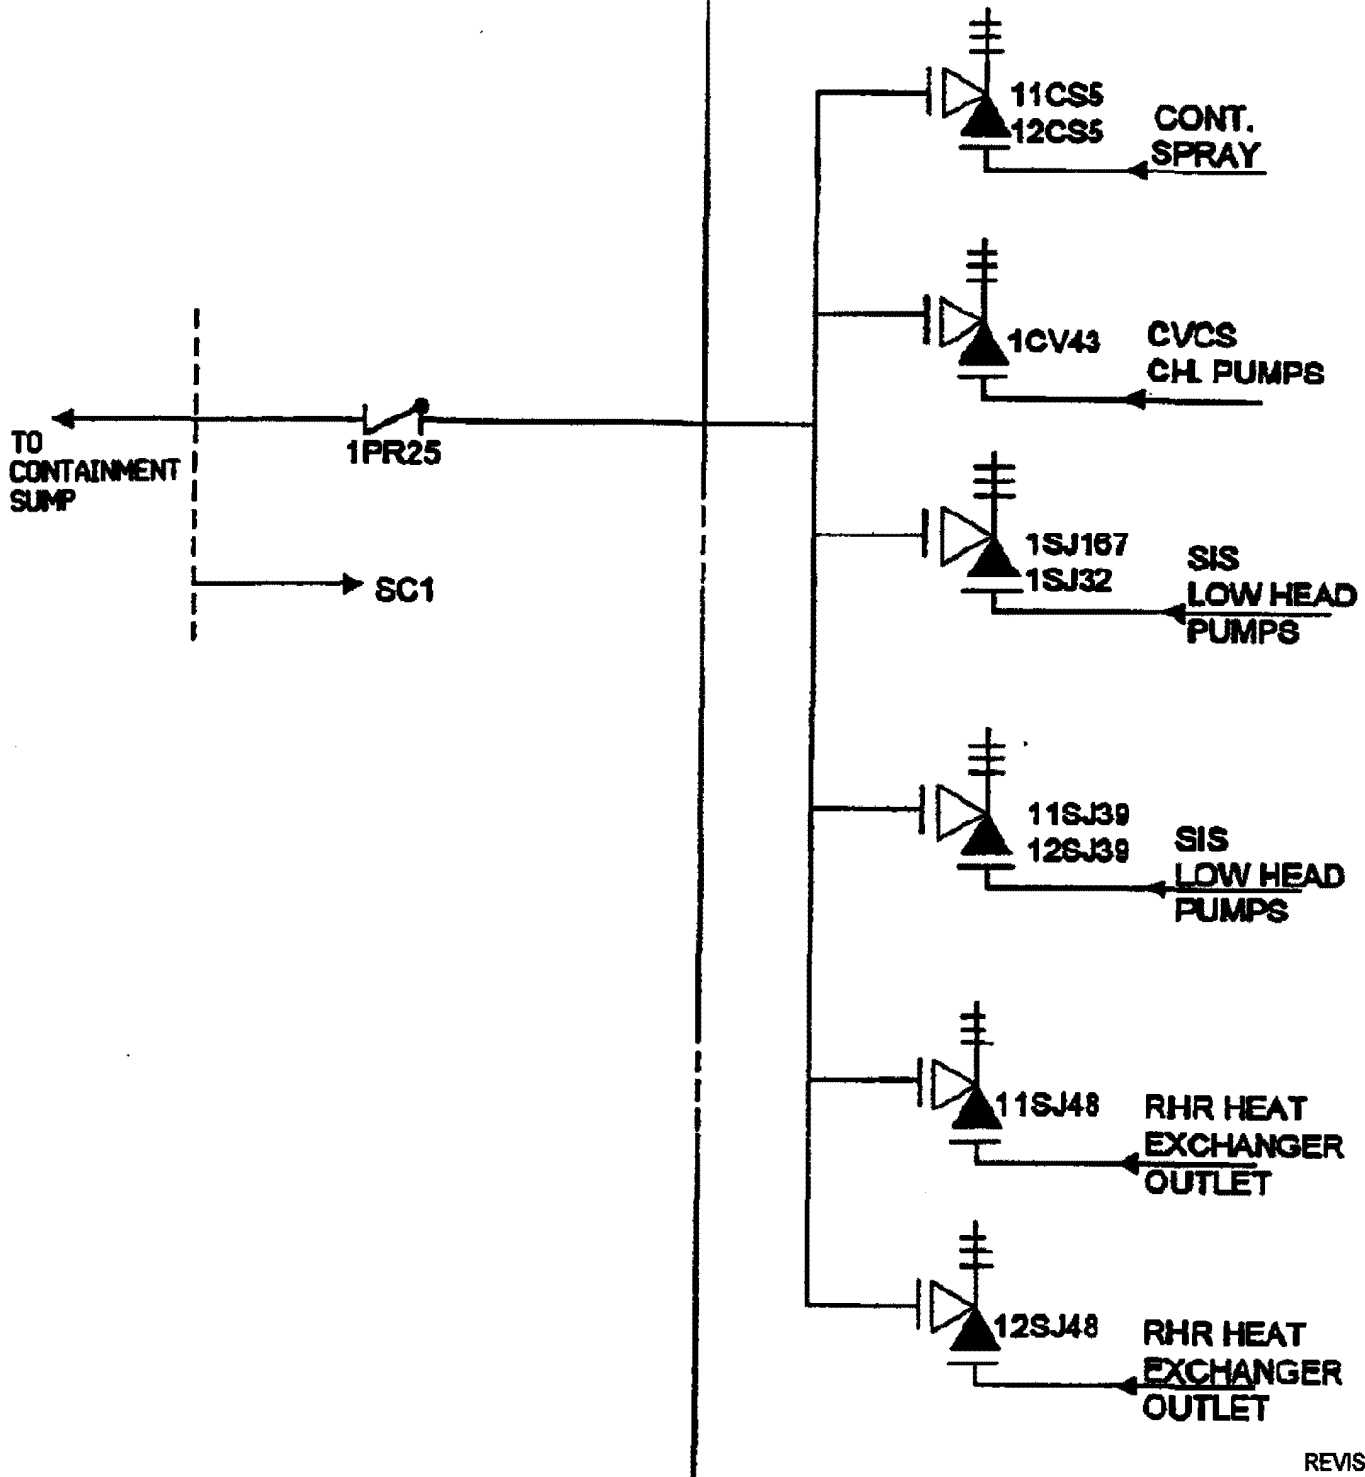 11CS5
12CS5
CONT.
SPRAY
1CV43
CVCS
CH. PUMPS
1PR25
TO
CONTAINMENT
SUMP
1SJ167
1SJ32
SIS
LOW HEAD
PUMPS
SC1
11SJ39
12SJ39
SIS
LOW HEAD
PUMPS
11SJ48
RHR HEAT
EXCHANGER
OUTLET
12SJ48
RHR HEAT
EXCHANGER
OUTLET
REVIS